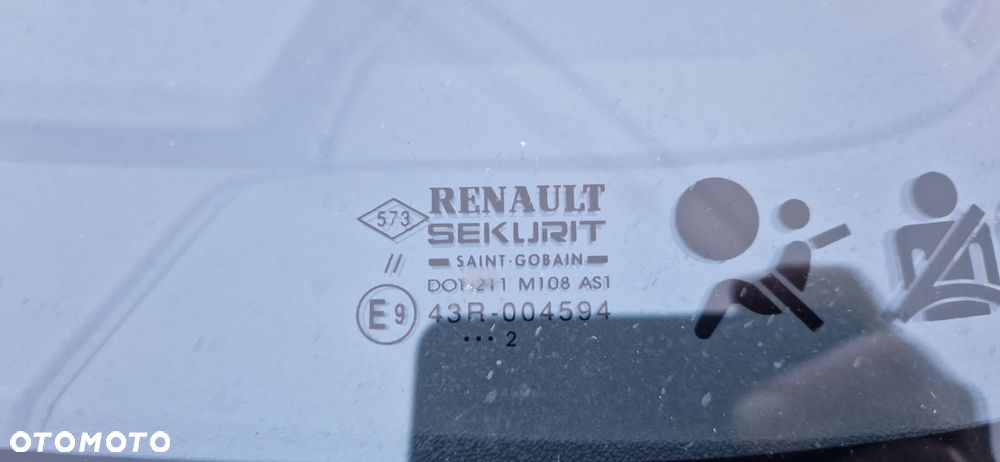 573
RENAULT
SEKURIT
SAINT-GOBAIN
DOT 211 M108 AS1
E9 43R-004594
••• 2
OTOMOTO